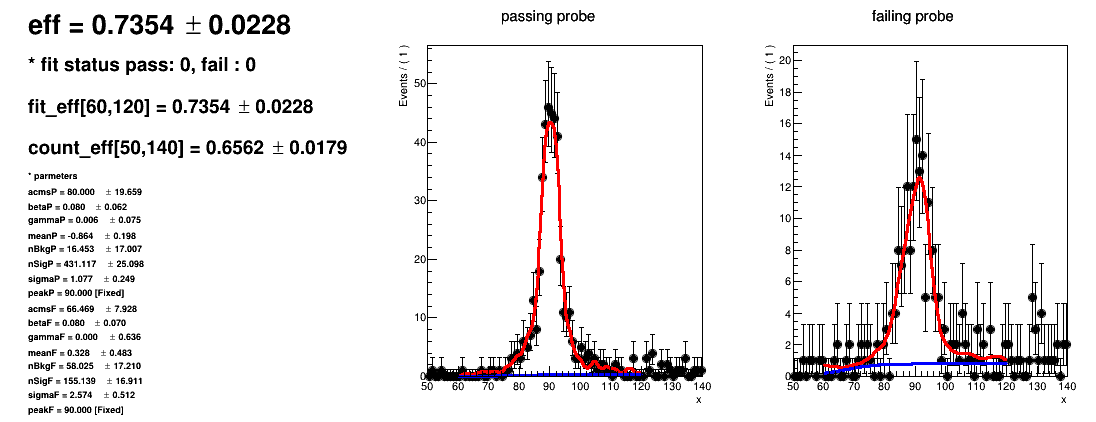 eff = 0.7354 ± 0.0228
* fit status pass: 0, fail : 0
fit_eff[60,120] = 0.7354 ± 0.0228
count_eff[50,140] = 0.6562 ± 0.0179
* parmeters
acmsP = 80.000 ± 19.659
betaP = 0.080 ± 0.062
gammaP = 0.006 ± 0.075
meanP = -0.864 ± 0.198
nBkgP = 16.453 ± 17.007
nSigP = 431.117 ± 25.098
sigmaP = 1.077 ± 0.249
peakP = 90.000 [Fixed]
acmsF = 66.469 ± 7.928
betaF = 0.080 ± 0.070
gammaF = 0.000 ± 0.636
meanF = 0.328 ± 0.483
nBkgF = 58.025 ± 17.210
nSigF = 155.139 ± 16.911
sigmaF = 2.574 ± 0.512
peakF = 90.000 [Fixed]
passing probe
Events / ( 1 )
50
40
30
20
10
0
50 60 70 80 90 100 110 120 130 140
x
failing probe
Events / ( 1 )
20
18
16
14
12
10
8
6
4
2
0
50 60 70 80 90 100 110 120 130 140
x